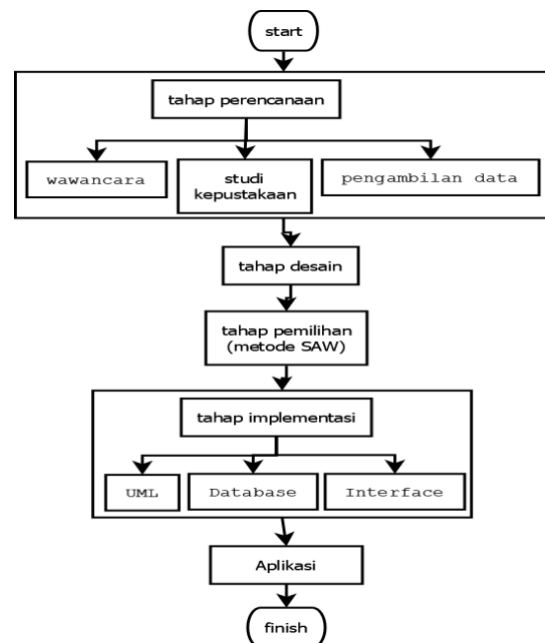 start
tahap perencanaan
wawancara
studi
kepustakaan
pengambilan data
tahap desain
tahap pemilihan
(metode SAW)
tahap implementasi
UML
Database
Interface
Aplikasi
finish